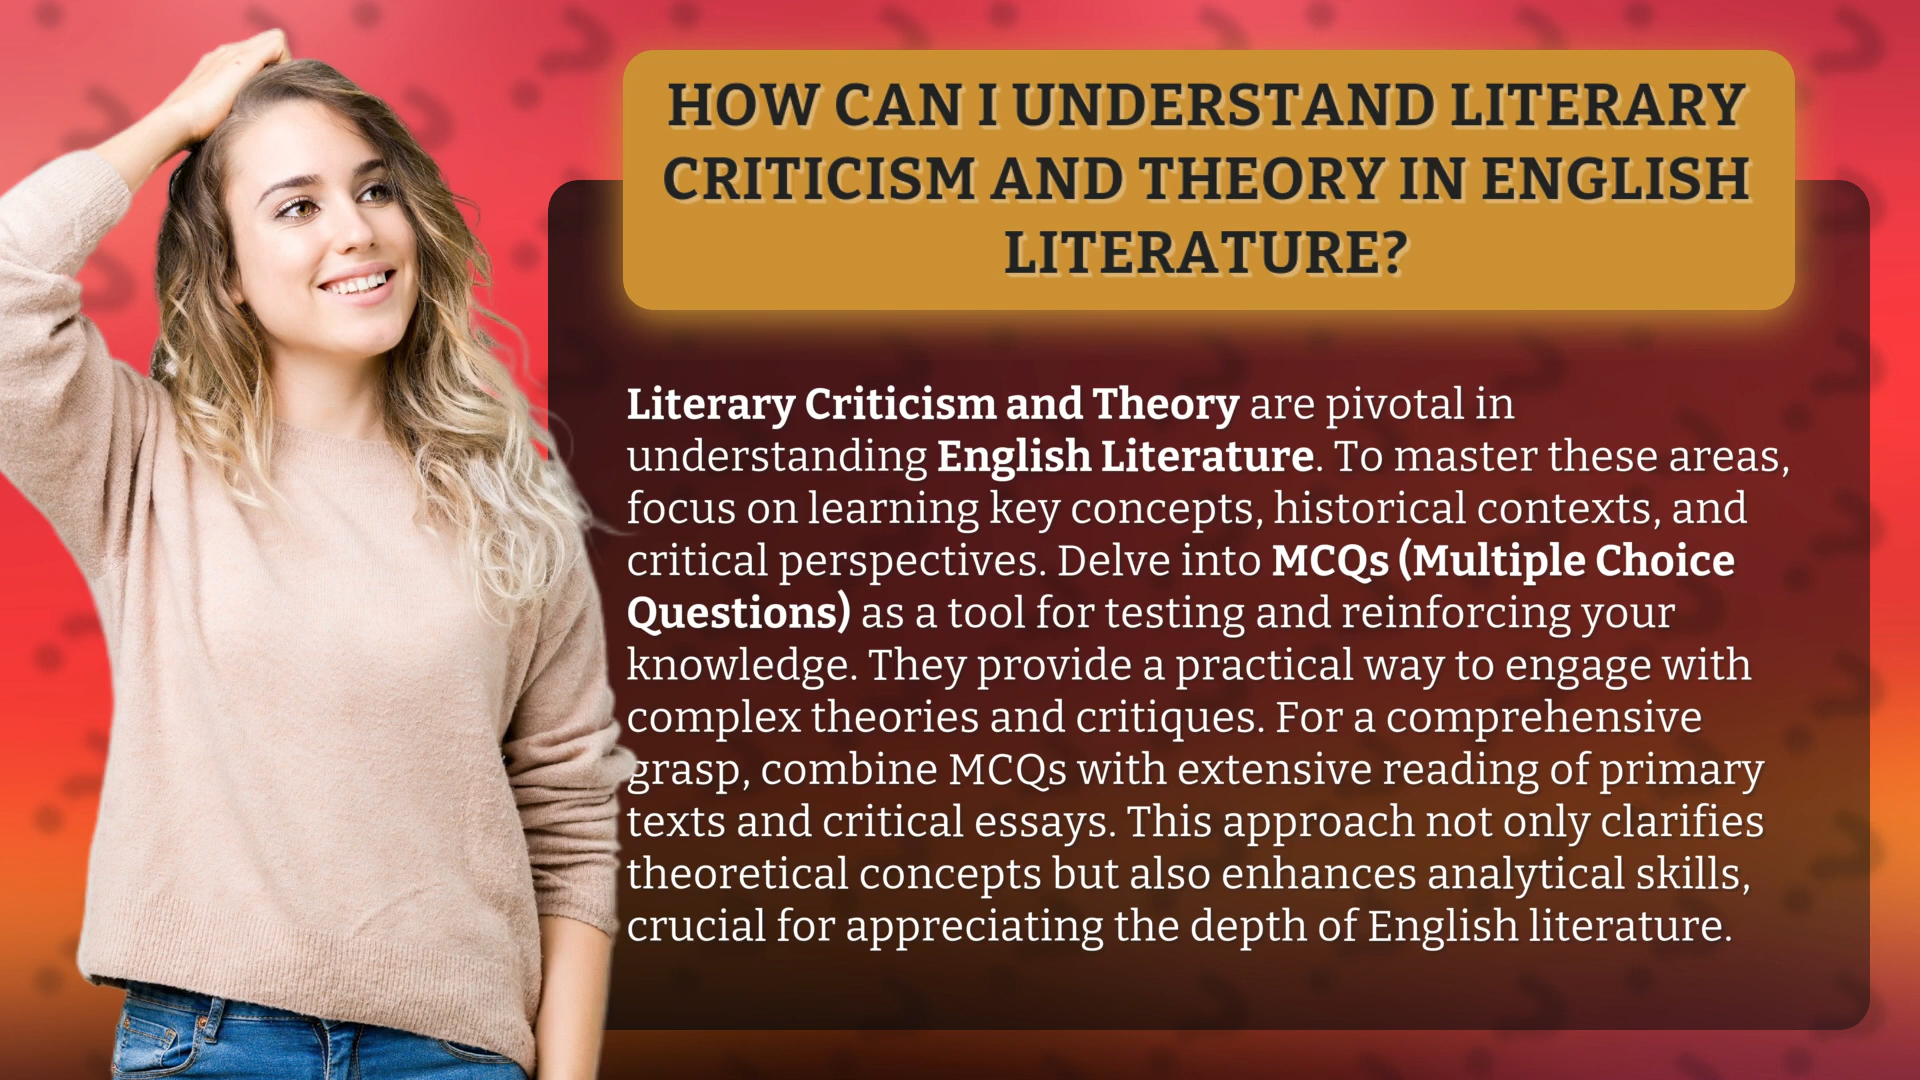 HOW CAN I UNDERSTAND LITERARY
CRITICISM AND THEORY IN ENGLISH
LITERATURE?
Literary Criticism and Theory are pivotal in
understanding English Literature. To master these areas,
focus on learning key concepts, historical contexts, and
critical perspectives. Delve into MCQs (Multiple Choice
Questions) as a tool for testing and reinforcing your
knowledge. They provide a practical way to engage with
complex theories and critiques. For a comprehensive
grasp, combine MCQs with extensive reading of primary
texts and critical essays. This approach not only clarifies
theoretical concepts but also enhances analytical skills,
crucial for appreciating the depth of English literature.